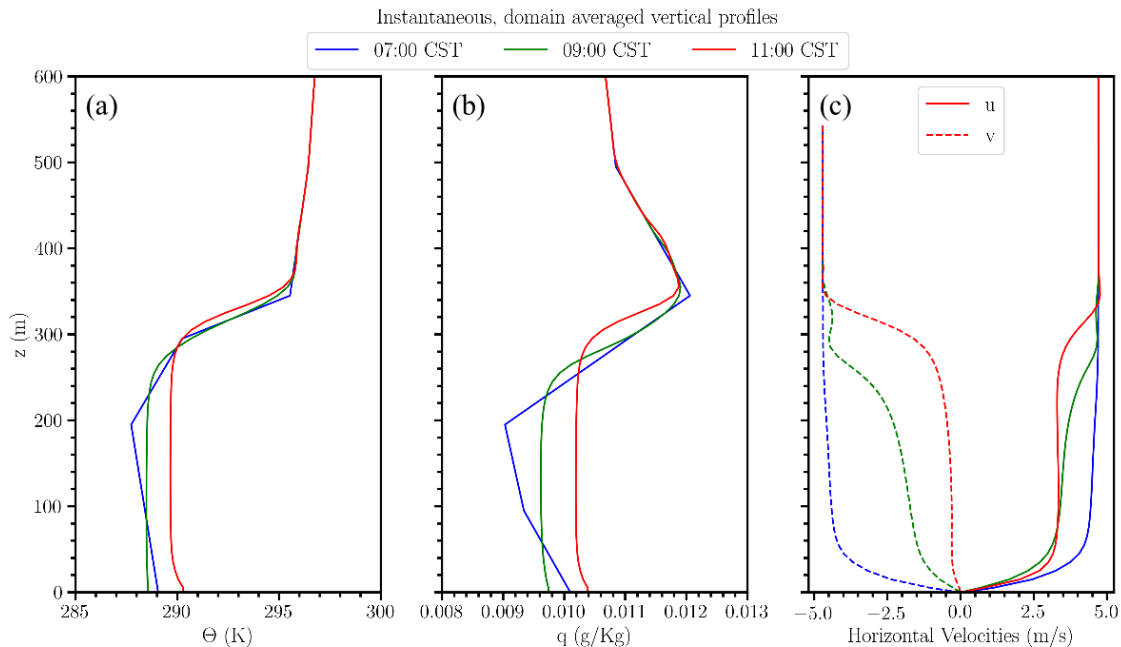 Instantaneous, domain averaged vertical profiles
07:00 CST 09:00 CST 11:00 CST
(a) (b) (c)
u
v
600
500
400
300
200
100
0
z (m)
285 290 295 300
0.008 0.009 0.010 0.011 0.012 0.013
−5.0 −2.5 0.0 2.5 5.0
Θ (K) q (g/Kg) Horizontal Velocities (m/s)